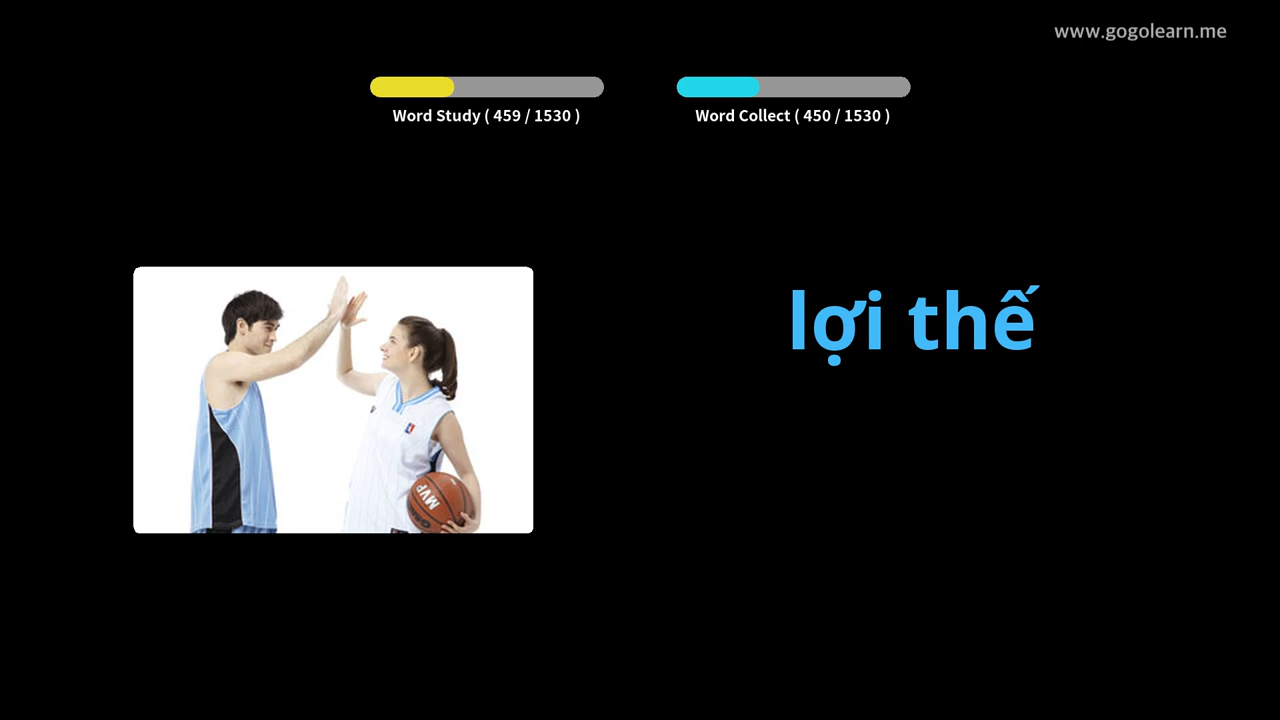 www.gogolearn.me
Word Study ( 459 / 1530 )
Word Collect ( 450 / 1530 )
lợi thế
MVP